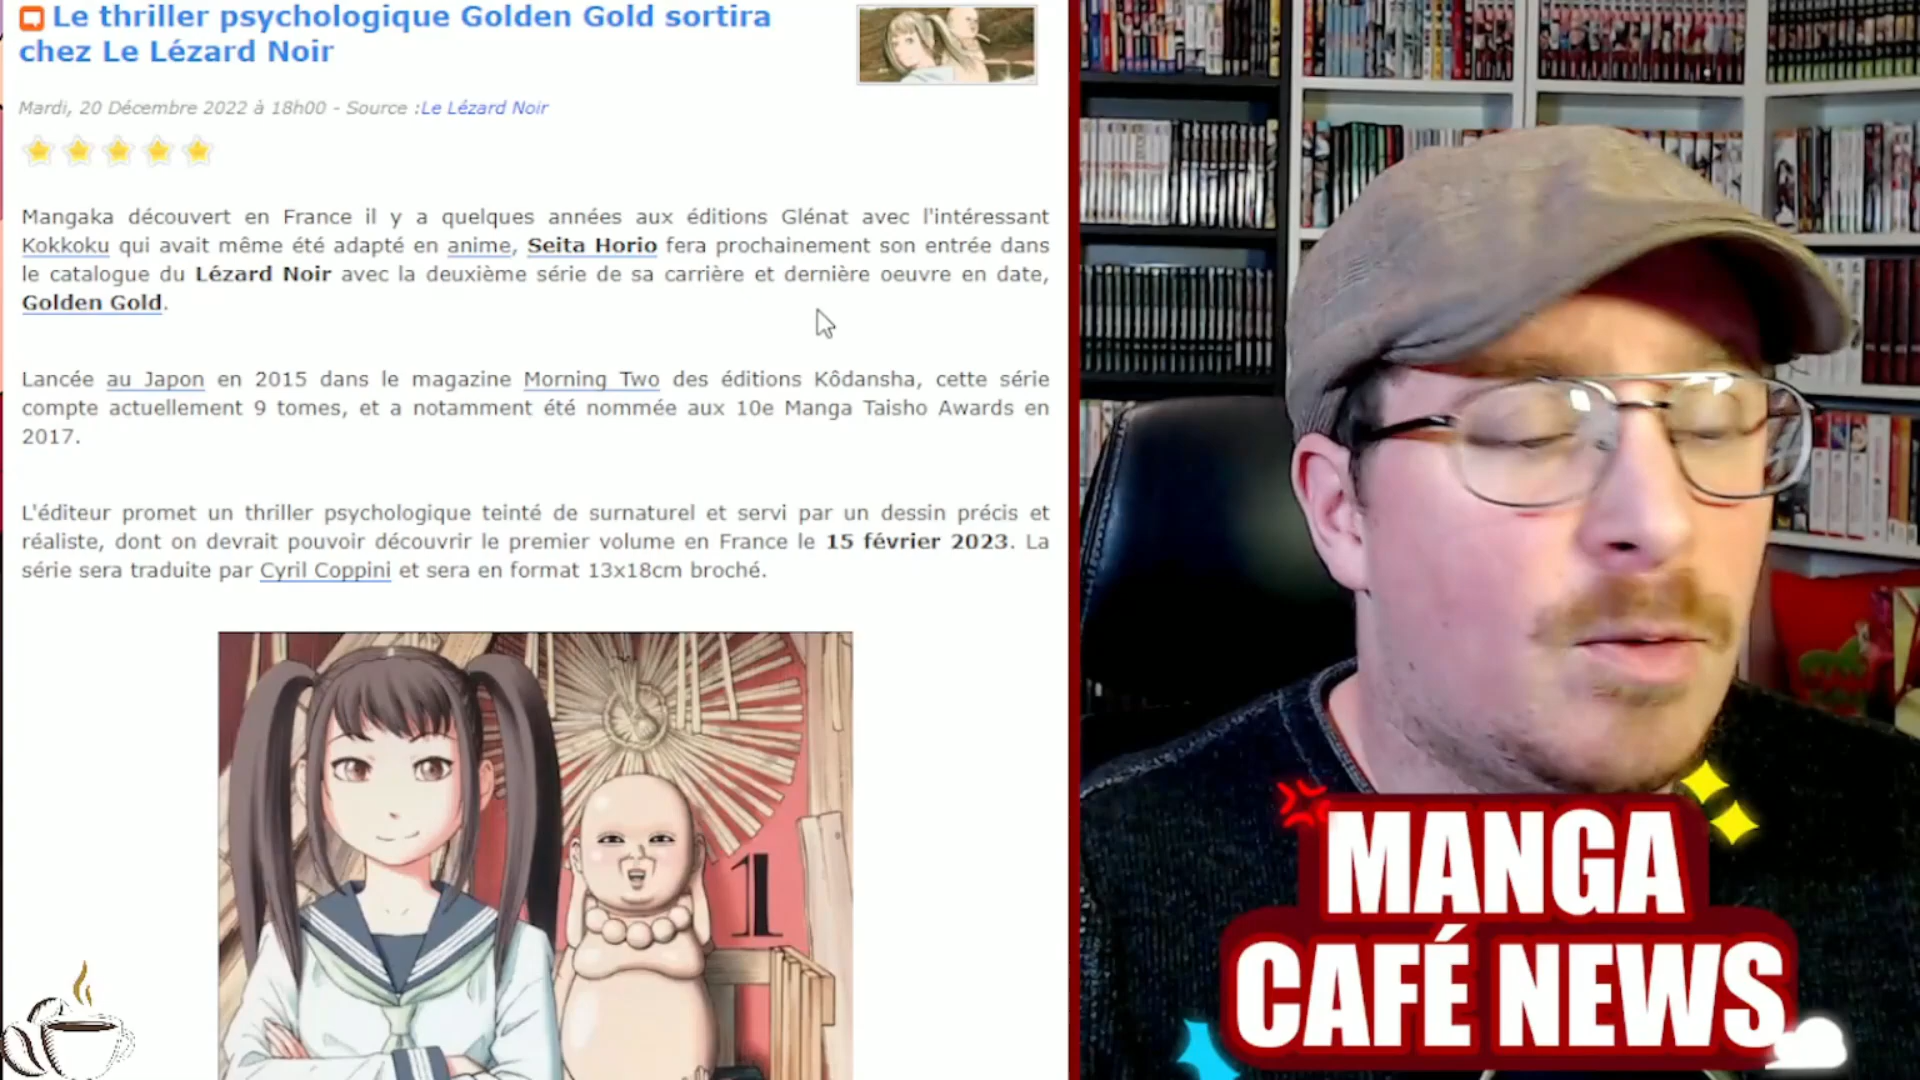 Le thriller psychologique Golden Gold sortira
chez Le Lézard Noir
Mardi, 20 Décembre 2022 à 18h00 - Source :Le Lézard Noir
Mangaka découvert en France il y a quelques années aux éditions Glénat avec l'intéressant
Kokkoku qui avait même été adapté en anime, Seita Horio fera prochainement son entrée dans
le catalogue du Lézard Noir avec la deuxième série de sa carrière et dernière oeuvre en date,
Golden Gold.
Lancée au Japon en 2015 dans le magazine Morning Two des éditions Kôdansha, cette série
compte actuellement 9 tomes, et a notamment été nommée aux 10e Manga Taisho Awards en
2017.
L'éditeur promet un thriller psychologique teinté de surnaturel et servi par un dessin précis et
réaliste, dont on devrait pouvoir découvrir le premier volume en France le 15 février 2023. La
série sera traduite par Cyril Coppini et sera en format 13x18cm broché.
1
MANGA
CAFÉ NEWS